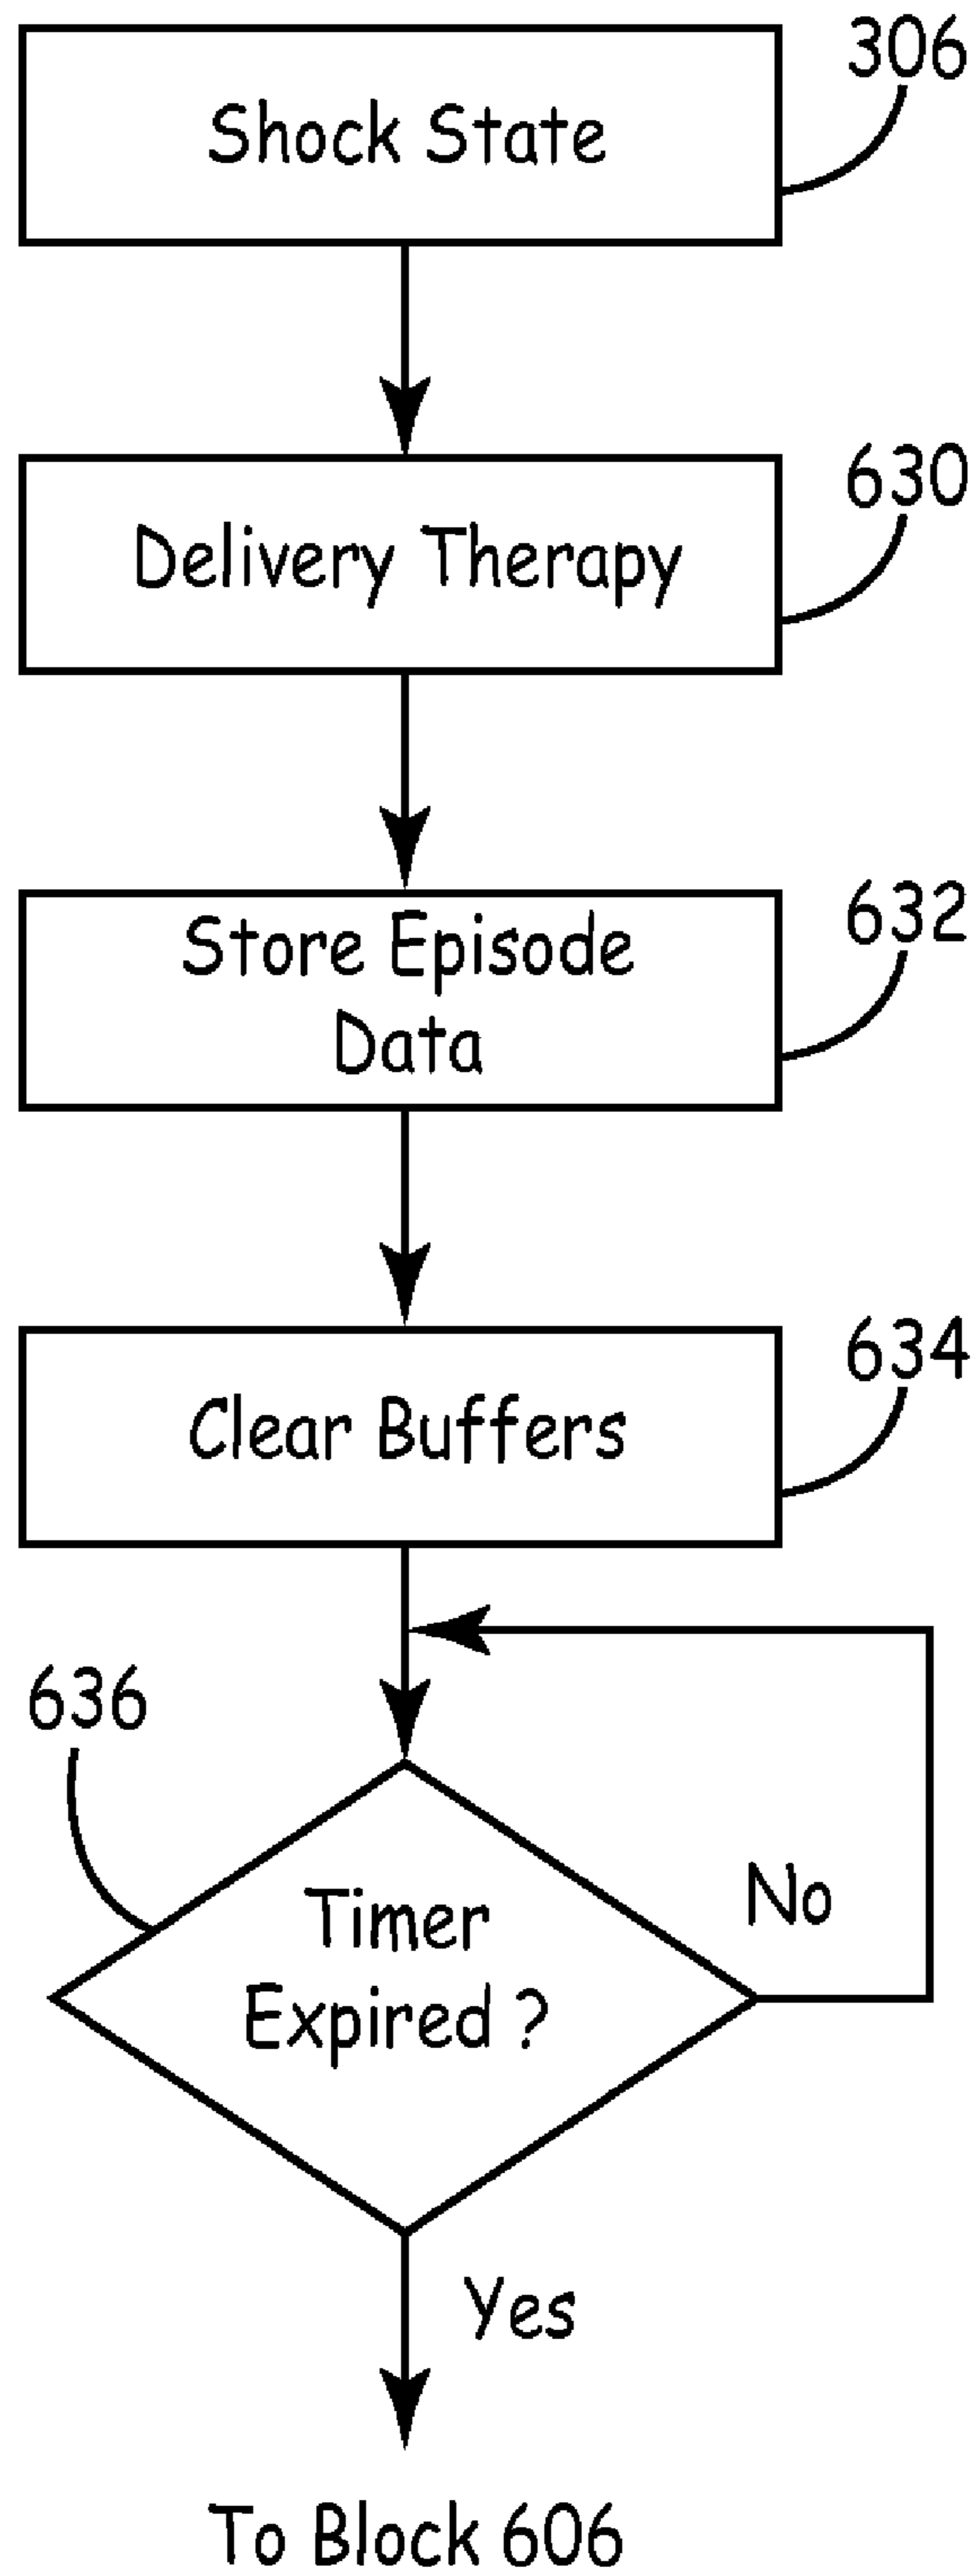 306
Shock State
630
Delivery Therapy
632
Store Episode
Data
634
Clear Buffers
636
No
Timer
Expired ?
Yes
To Block 606